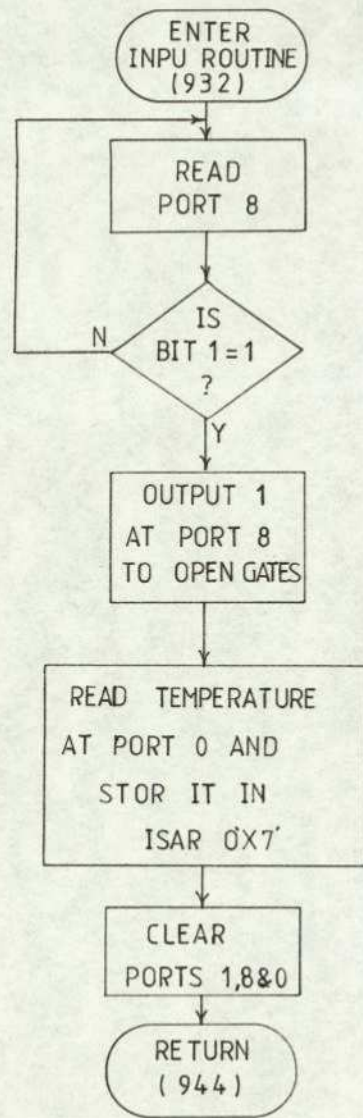 ENTER
INPU ROUTINE
(932)
READ
PORT 8
IS
BIT 1=1
?
N
Y
OUTPUT 1
AT PORT 8
TO OPEN GATES
READ TEMPERATURE
AT PORT 0 AND
STOR IT IN
ISAR O'X7'
CLEAR
PORTS 1,8&0
RETURN
(944)